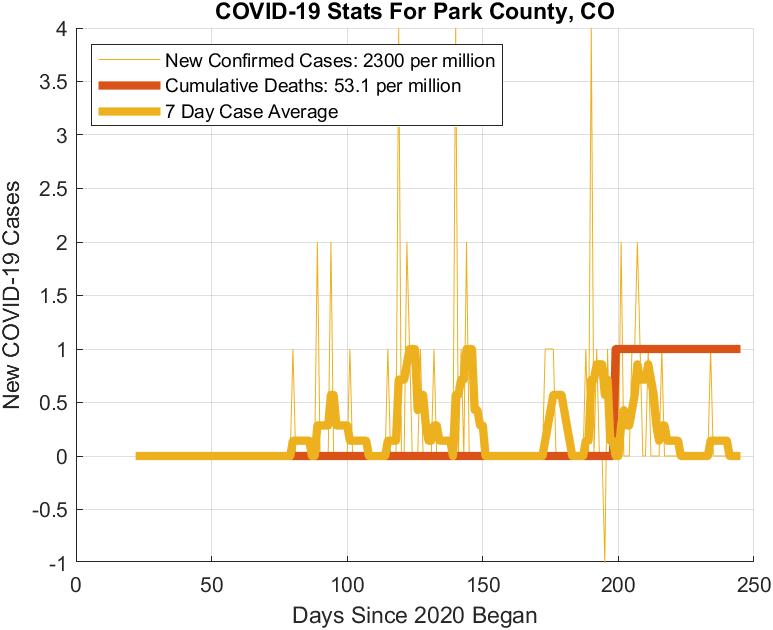 COVID-19 Stats For Park County, CO
New Confirmed Cases: 2300 per million
Cumulative Deaths: 53.1 per million
7 Day Case Average
New COVID-19 Cases
4
3.5
3
2.5
2
1.5
1
0.5
0
-0.5
-1
0 50 100 150 200 250
Days Since 2020 Began